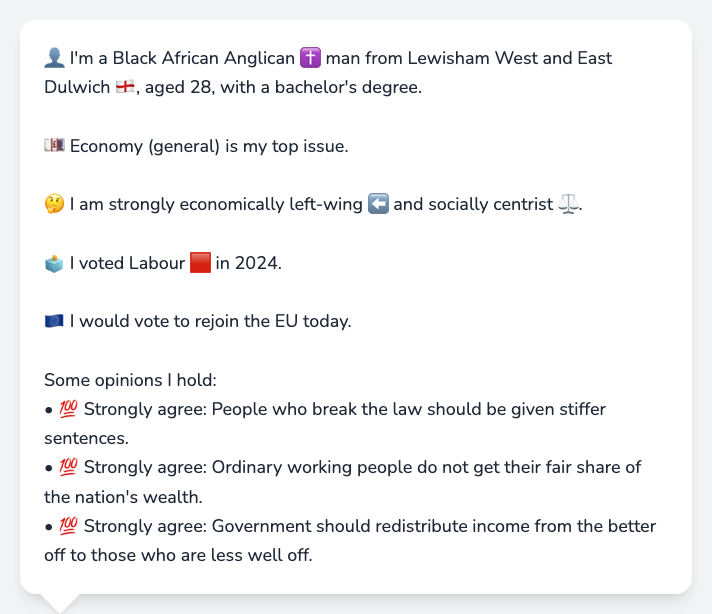 👤 I'm a Black African Anglican ✝️ man from Lewisham West and East
Dulwich 🏴󠁧󠁢󠁥󠁮󠁧󠁿, aged 28, with a bachelor's degree.
💷 Economy (general) is my top issue.
🤔 I am strongly economically left-wing ⬅️ and socially centrist ⚖️.
🗳️ I voted Labour 🟥 in 2024.
🇪🇺 I would vote to rejoin the EU today.
Some opinions I hold:
• 💯 Strongly agree: People who break the law should be given stiffer
sentences.
• 💯 Strongly agree: Ordinary working people do not get their fair share of
the nation's wealth.
• 💯 Strongly agree: Government should redistribute income from the better
off to those who are less well off.